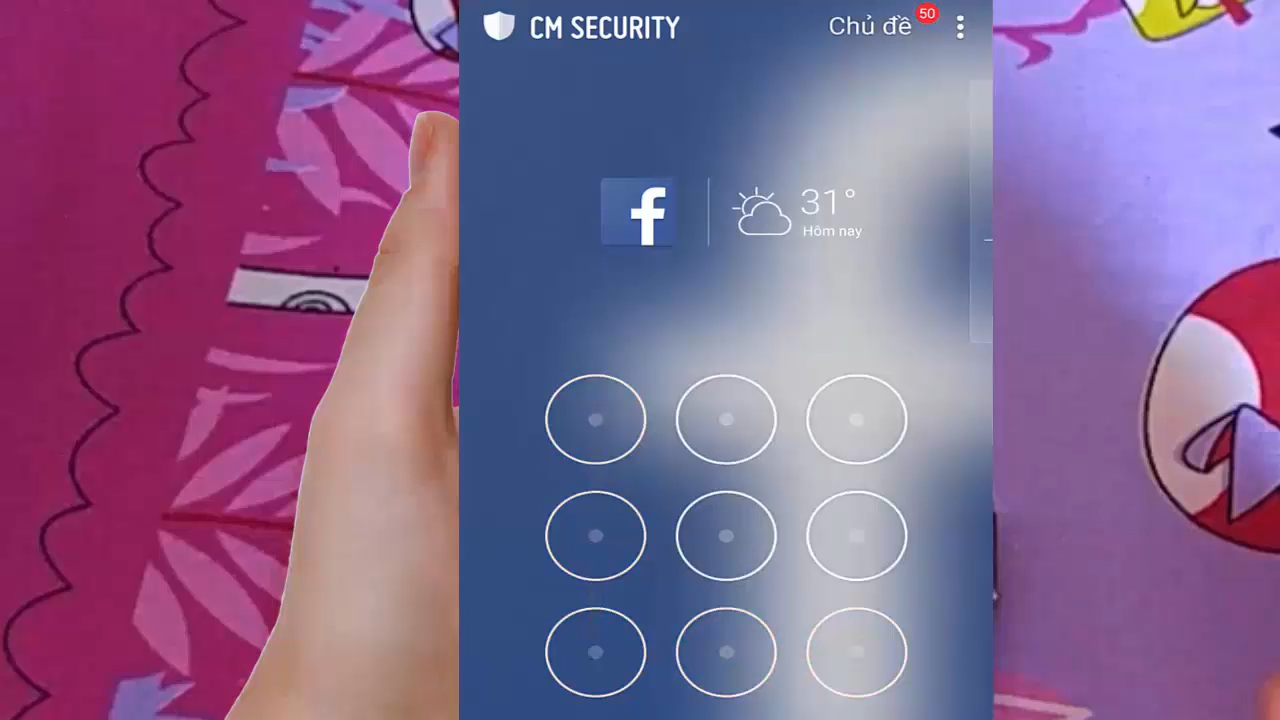 CM SECURITY
Chủ đề
50
f
31°
Hôm nay